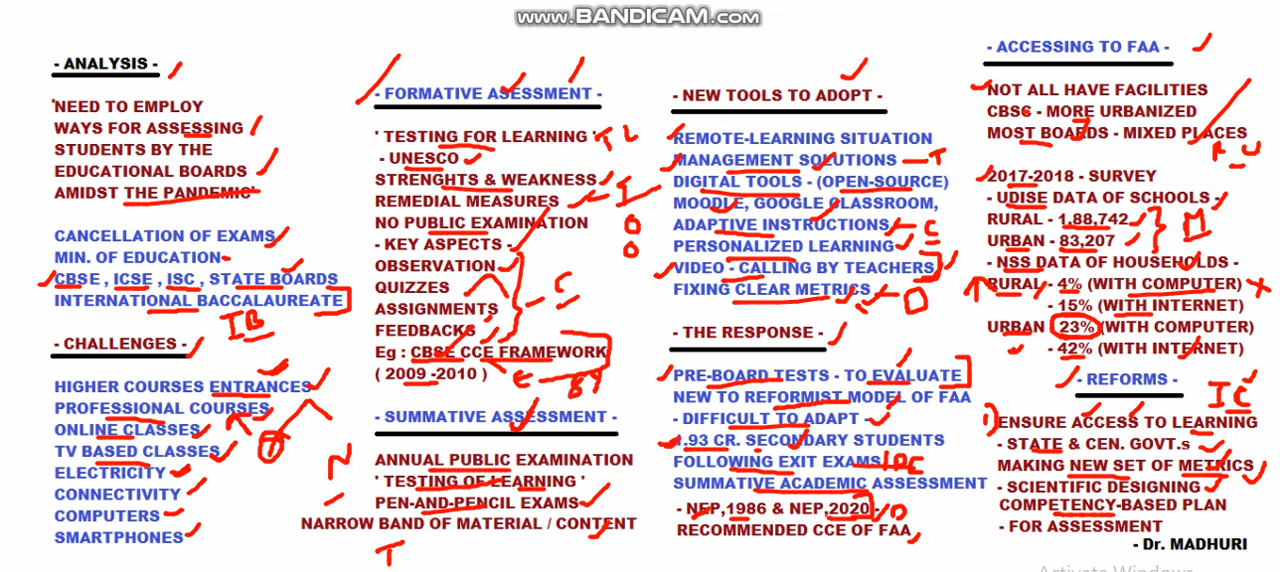 www.BANDICAM.com
- ANALYSIS -
'NEED TO EMPLOY
WAYS FOR ASSESSING
STUDENTS BY THE
EDUCATIONAL BOARDS
AMIDST THE PANDEMIC'
CANCELLATION OF EXAMS
MIN. OF EDUCATION
CBSE , ICSE , ISC , STATE BOARDS
INTERNATIONAL BACCALAUREATE
IB
- CHALLENGES -
HIGHER COURSES ENTRANCES
PROFESSIONAL COURSES
ONLINE CLASSES
TV BASED CLASSES
ELECTRICITY
CONNECTIVITY
COMPUTERS
SMARTPHONES
- FORMATIVE ASESSMENT -
' TESTING FOR LEARNING '
- UNESCO
STRENGHTS & WEAKNESS
REMEDIAL MEASURES
NO PUBLIC EXAMINATION
- KEY ASPECTS -
OBSERVATION
QUIZZES
ASSIGNMENTS
FEEDBACKS
Eg : CBSE CCE FRAMEWORK
( 2009 -2010 )
- SUMMATIVE ASSESSMENT -
ANNUAL PUBLIC EXAMINATION
' TESTING OF LEARNING '
PEN-AND-PENCIL EXAMS
NARROW BAND OF MATERIAL / CONTENT
- NEW TOOLS TO ADOPT -
REMOTE-LEARNING SITUATION
MANAGEMENT SOLUTIONS
DIGITAL TOOLS - (OPEN-SOURCE)
MOODLE, GOOGLE CLASSROOM,
ADAPTIVE INSTRUCTIONS
PERSONALIZED LEARNING
VIDEO - CALLING BY TEACHERS
FIXING CLEAR METRICS
- THE RESPONSE -
PRE-BOARD TESTS - TO EVALUATE
NEW TO REFORMIST MODEL OF FAA
- DIFFICULT TO ADAPT -
1.93 CR. SECONDARY STUDENTS
FOLLOWING EXIT EXAMS
SUMMATIVE ACADEMIC ASSESSMENT
- NEP,1986 & NEP,2020 -
RECOMMENDED CCE OF FAA
- ACCESSING TO FAA -
NOT ALL HAVE FACILITIES
CBSC - MORE URBANIZED
MOST BOARDS - MIXED PLACES
2017-2018 - SURVEY
- UDISE DATA OF SCHOOLS -
RURAL - 1,88,742
URBAN - 83,207
- NSS DATA OF HOUSEHOLDS -
RURAL - 4% (WITH COMPUTER)
- 15% (WITH INTERNET)
URBAN 23% (WITH COMPUTER)
- 42% (WITH INTERNET)
- REFORMS -
ENSURE ACCESS TO LEARNING
- STATE & CEN. GOVT.s
MAKING NEW SET OF METRICS
- SCIENTIFIC DESIGNING
COMPETENCY-BASED PLAN
- FOR ASSESSMENT
- Dr. MADHURI